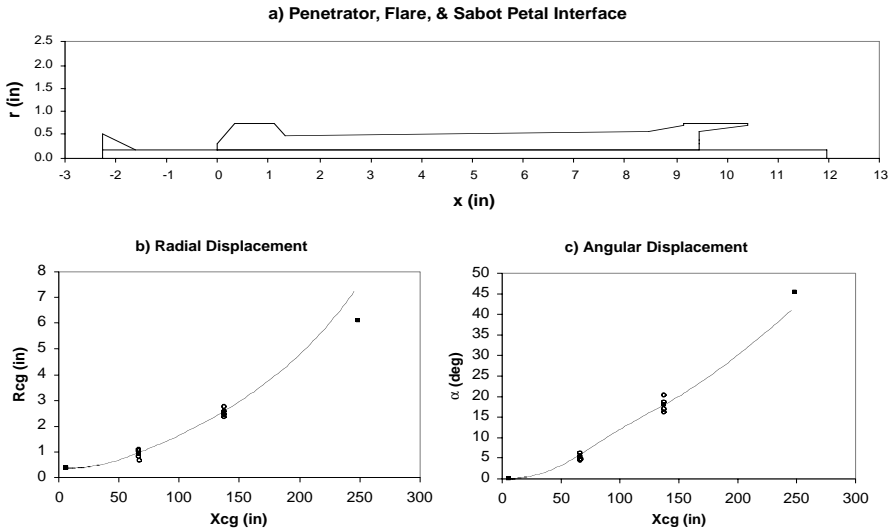 a) Penetrator, Flare, & Sabot Petal Interface
2.5
2.0
1.5
1.0
0.5
0.0
r (in)
-3 -2 -1 0 1 2 3 4 5 6 7 8 9 10 11 12 13
x (in)
b) Radial Displacement
8
7
6
5
4
3
2
1
0
Rcg (in)
0 50 100 150 200 250 300
Xcg (in)
c) Angular Displacement
50
45
40
35
30
25
20
15
10
5
0
α (deg)
0 50 100 150 200 250 300
Xcg (in)